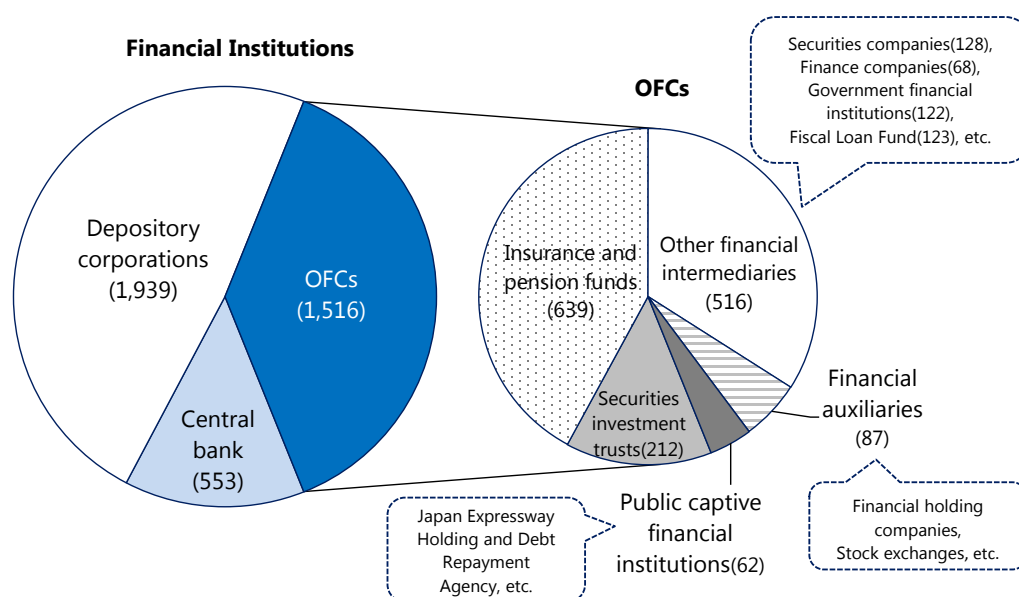 Financial Institutions
Depository
corporations
(1,939)
OFCs
(1,516)
Central
bank
(553)
OFCs
Securities companies(128),
Finance companies(68),
Government financial
institutions(122),
Fiscal Loan Fund(123), etc.
Insurance and
pension funds
(639)
Other financial
intermediaries
(516)
Securities
investment
trusts(212)
Financial
auxiliaries
(87)
Public captive
financial
institutions(62)
Japan Expressway
Holding and Debt
Repayment
Agency, etc.
Financial holding
companies,
Stock exchanges, etc.